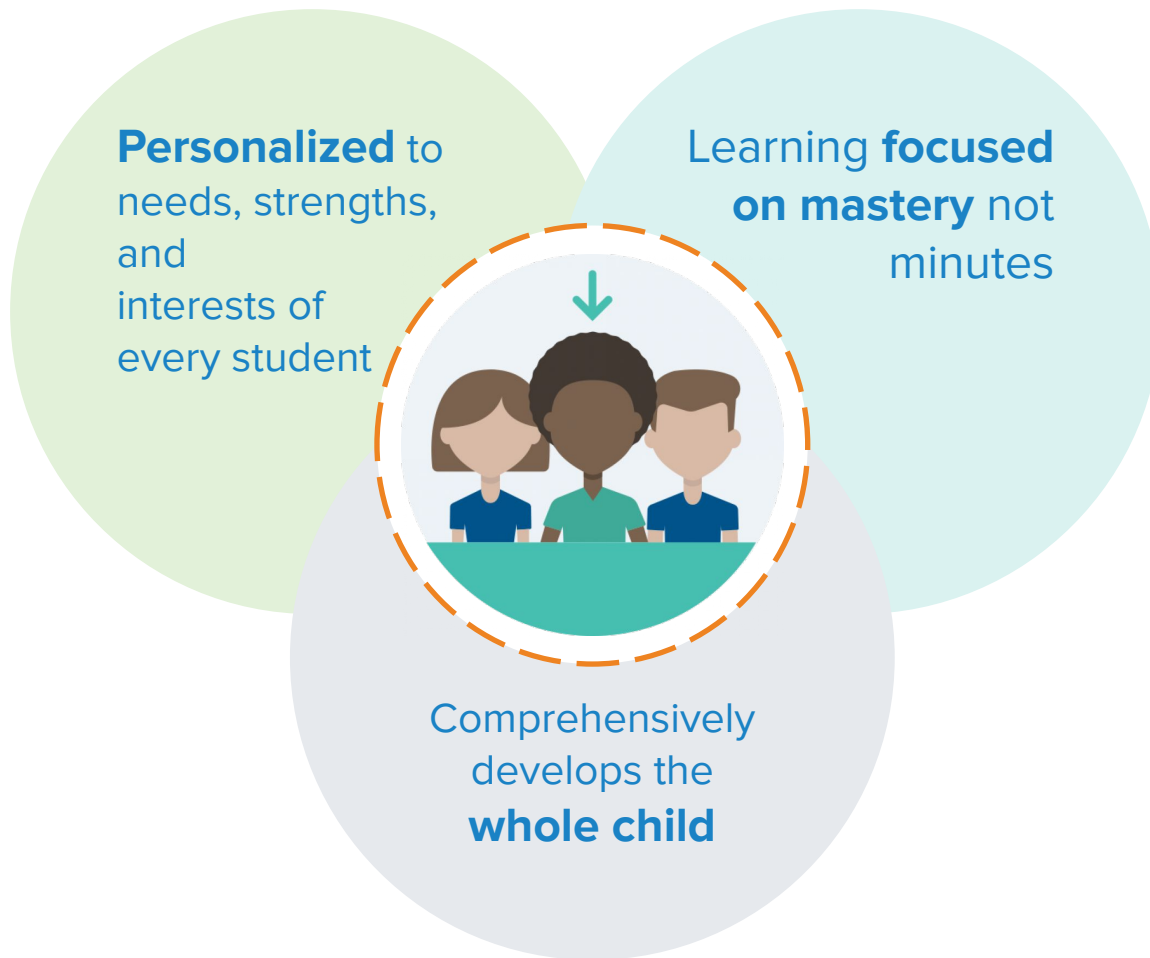 Personalized to
needs, strengths,
and
interests of
every student
Learning focused
on mastery not
minutes
Comprehensively
develops the
whole child